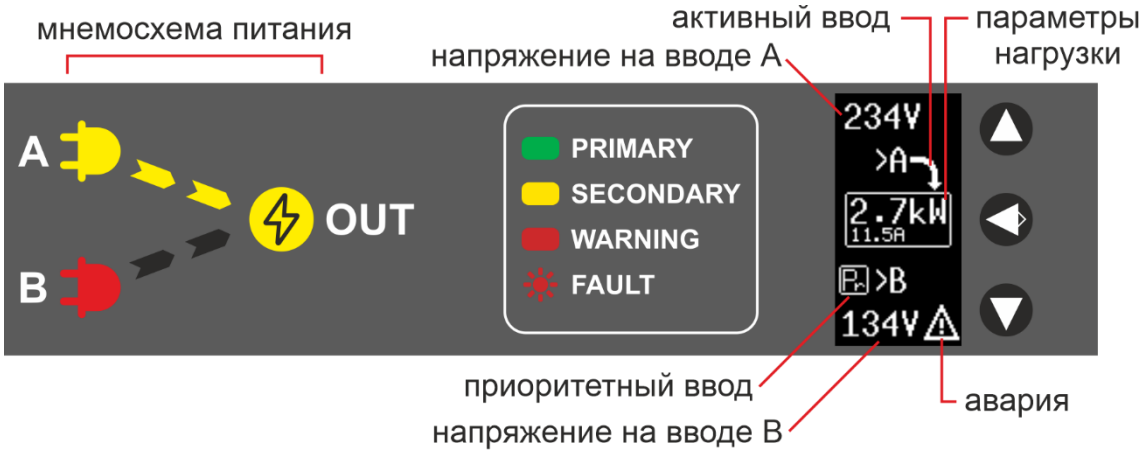 мнемосхема питания
активный ввод
параметры
нагрузки
напряжение на вводе A
A
B
OUT
PRIMARY
SECONDARY
WARNING
FAULT
234V
>A
2.7kW
11.5A
Pr >B
134V
приоритетный ввод
напряжение на вводе B
авария